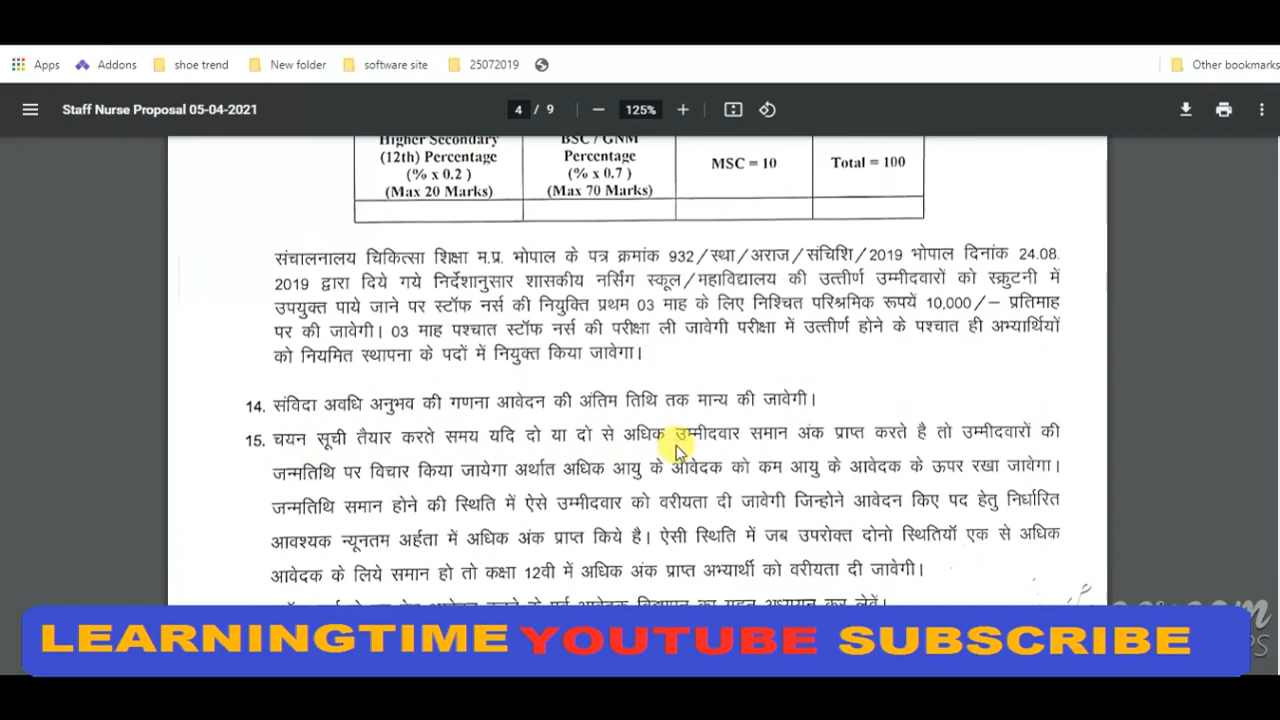 Apps Addons shoe trend New folder software site 25072019 Other bookmarks
Staff Nurse Proposal 05-04-2021 4 / 9 − 125% +
Higher Secondary
(12th) Percentage
(% x 0.2 )
(Max 20 Marks)
BSC / GNM
Percentage
(% x 0.7 )
(Max 70 Marks)
MSC = 10
Total = 100
संचालनालय चिकित्सा शिक्षा म.प्र. भोपाल के पत्र क्रमांक 932/स्था/अराज/संचिशि/2019 भोपाल दिनांक 24.08.
2019 द्वारा दिये गये निर्देशानुसार शासकीय नर्सिंग स्कूल/महाविद्यालय की उत्तीर्ण उम्मीदवारों को स्क्रुटनी में
उपयुक्त पाये जाने पर स्टॉफ नर्स की नियुक्ति प्रथम 03 माह के लिए निश्चित परिश्रमिक रूपयें 10,000/– प्रतिमाह
पर की जावेगी। 03 माह पश्चात स्टॉफ नर्स की परीक्षा ली जावेगी परीक्षा में उत्तीर्ण होने के पश्चात ही अभ्यार्थियों
को नियमित स्थापना के पदों में नियुक्त किया जावेगा।
14. संविदा अवधि अनुभव की गणना आवेदन की अंतिम तिथि तक मान्य की जावेगी।
15. चयन सूची तैयार करते समय यदि दो या दो से अधिक उम्मीदवार समान अंक प्राप्त करते है तो उम्मीदवारों की
जन्मतिथि पर विचार किया जायेगा अर्थात अधिक आयु के आवेदक को कम आयु के आवेदक के ऊपर रखा जावेगा।
जन्मतिथि समान होने की स्थिति में ऐसे उम्मीदवार को वरीयता दी जावेगी जिन्होने आवेदन किए पद हेतु निर्धारित
आवश्यक न्यूनतम अर्हता में अधिक अंक प्राप्त किये है। ऐसी स्थिति में जब उपरोक्त दोनो स्थितियॉ एक से अधिक
आवेदक के लिये समान हो तो कक्षा 12वी में अधिक अंक प्राप्त अभ्यार्थी को वरीयता दी जावेगी।
LEARNINGTIME YOUTUBE SUBSCRIBE